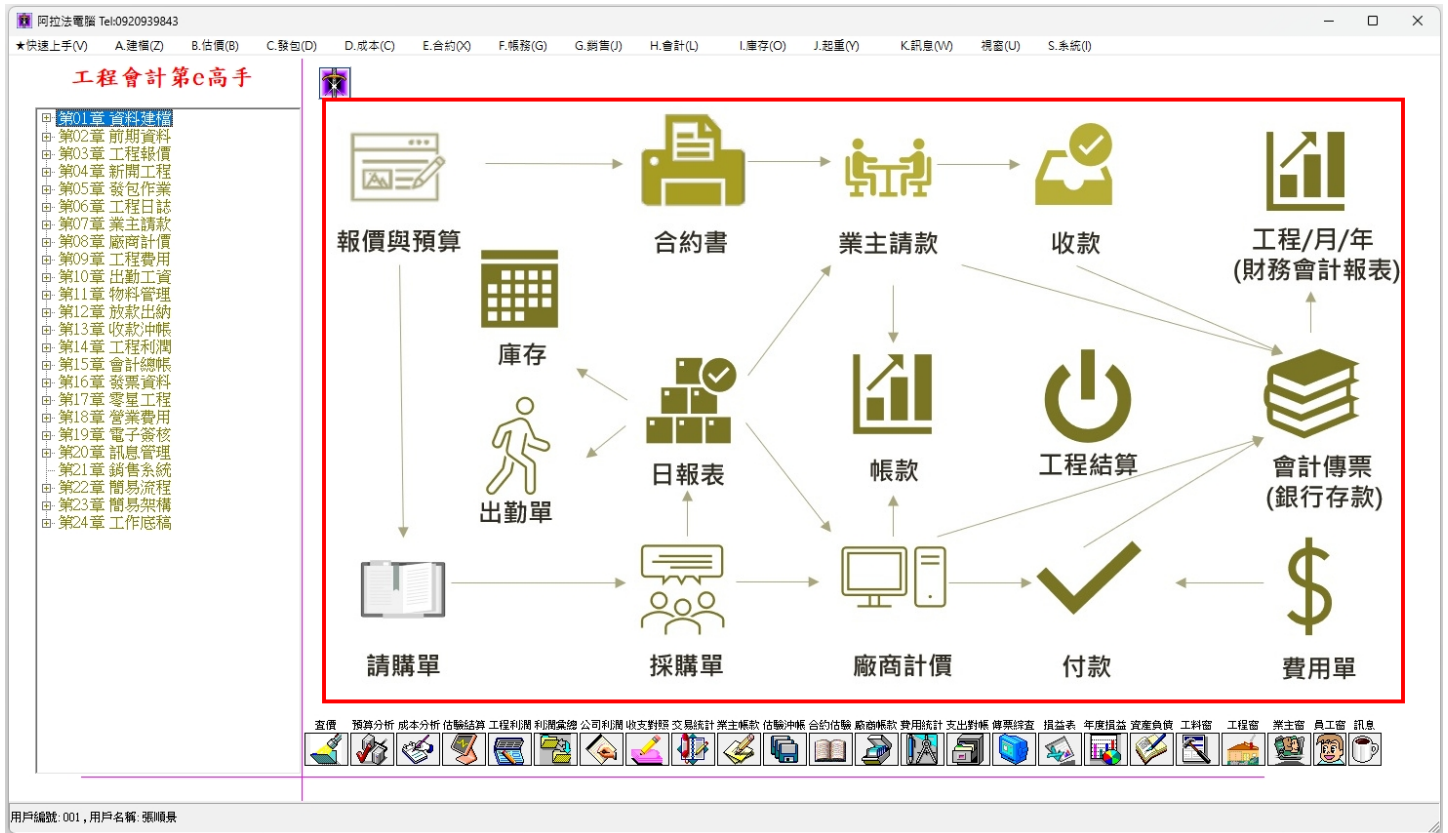 阿拉法電腦 Tel:0920939843
★快速上手(V) A.建檔(Z) B.估價(B) C.發包(D) D.成本(C) E.合約(X) F.帳務(G) G.銷售(J) H.會計(L) I.庫存(O) J.起重(Y) K.訊息(W) 視窗(U) S.系統(I)
工程會計第e高手
第01章 資料建檔
第02章 前期資料
第03章 工程報價
第04章 新開工程
第05章 發包作業
第06章 工程日誌
第07章 業主請款
第08章 廠商計價
第09章 工程費用
第10章 出勤工資
第11章 物料管理
第12章 放款出納
第13章 收款沖帳
第14章 工程利潤
第15章 會計總帳
第16章 發票資料
第17章 零星工程
第18章 營業費用
第19章 電子簽核
第20章 訊息管理
第21章 銷售系統
第22章 簡易流程
第23章 簡易架構
第24章 工作底稿
報價與預算 合約書 業主請款 收款 工程/月/年
(財務會計報表)
庫存
日報表 帳款 工程結算 會計傳票
(銀行存款)
出勤單
請購單 採購單 廠商計價 付款 費用單
查價 預算分析 成本分析 估驗結算 工程利潤 利潤彙總 公司利潤 收支對照 交易統計 業主帳款 估驗沖帳 合約估驗 廠商帳款 費用統計 支出對帳 傳票綜查 損益表 年度損益 資產負債 工料窗 工程窗 業主窗 員工窗 訊息
用戶編號: 001 , 用戶名稱: 張順景